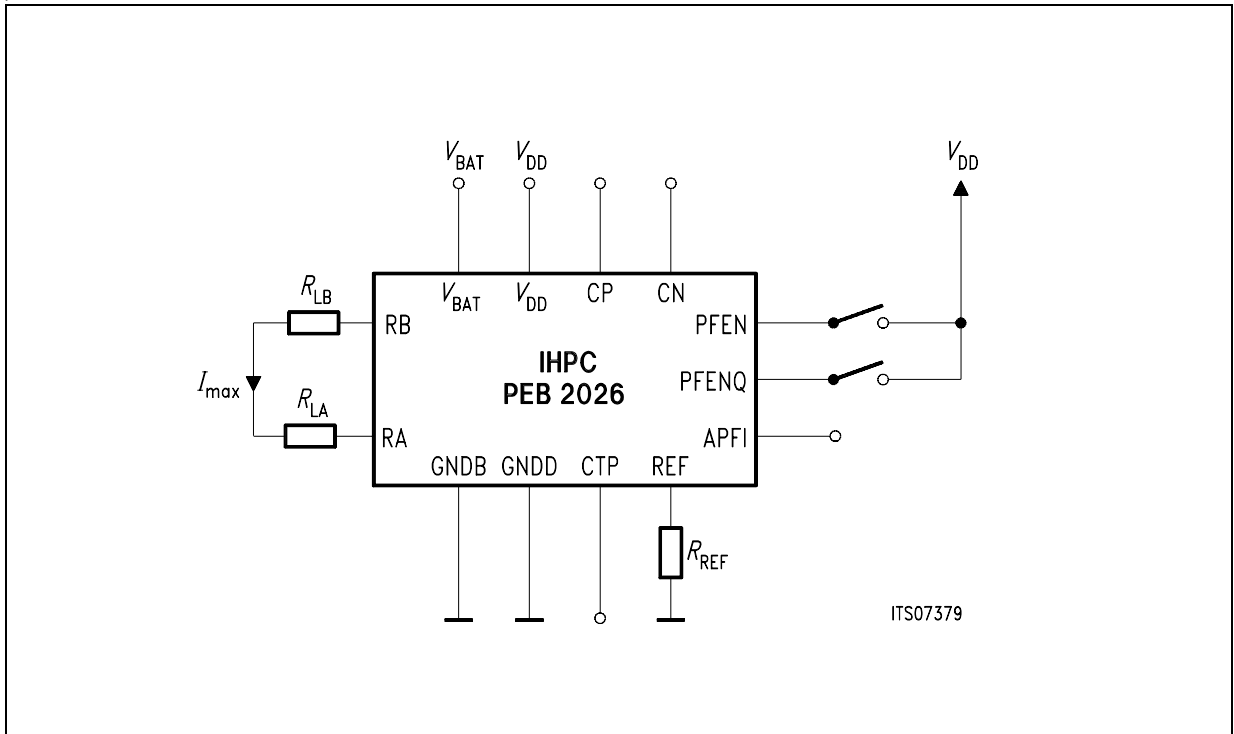 V_BAT V_DD V_DD
R_LB V_BAT V_DD CP CN
RB PFEN
IHPC
I_max PFENQ
PEB 2026
R_LA
RA APFI
GNDB GNDD CTP REF
R_REF
ITS07379